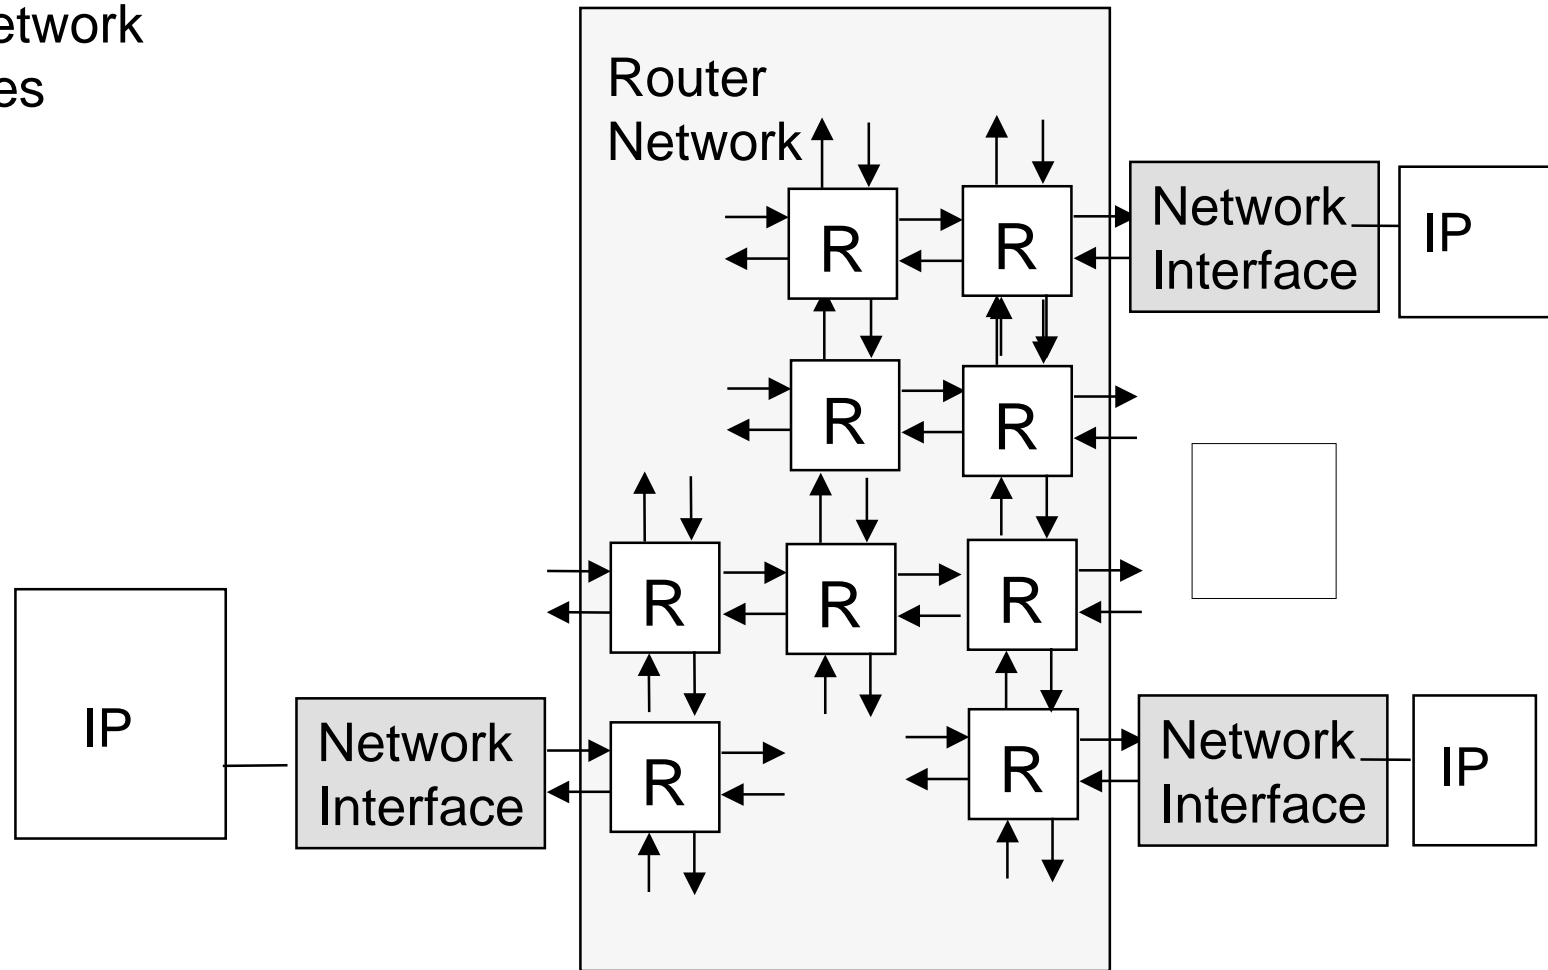 etwork
es
Router
Network
R
R
Network
Interface
IP
R
R
R
R
R
IP
Network
Interface
R
R
Network
Interface
IP